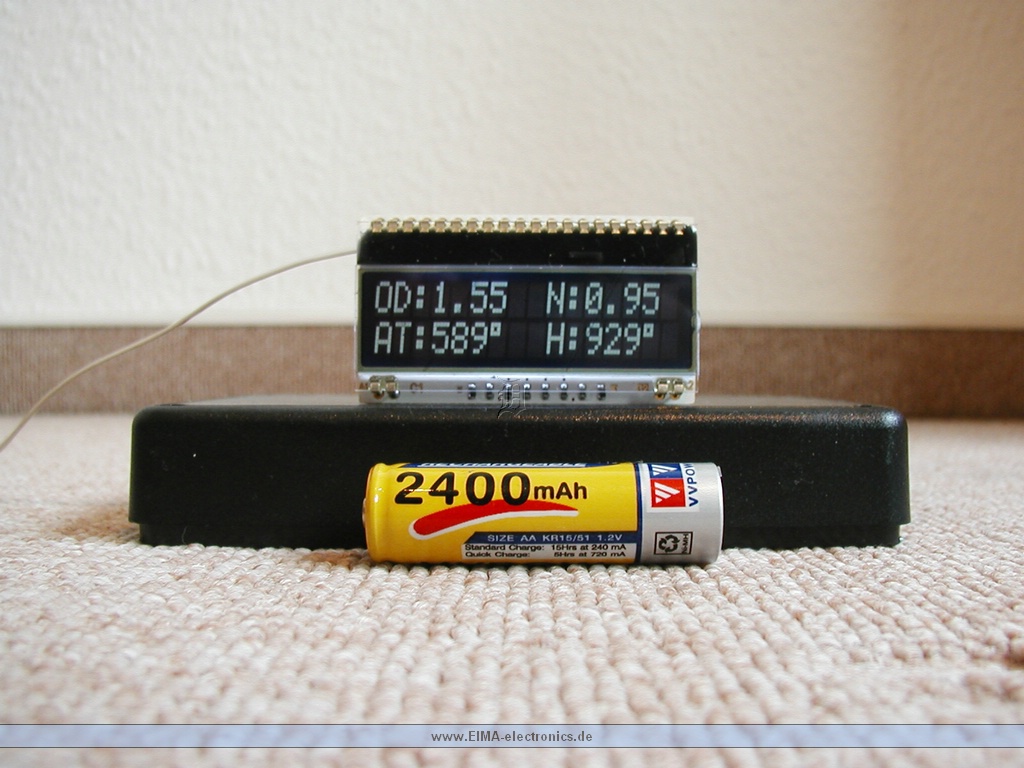 OD:1.55 N:0.95
AT:589° H:929°
2400mAh
SIZE AA KR15/51 1.2V
Standard Charge: 15Hrs at 240 mA
Quick Charge: 5Hrs at 720 mA
VVPOW
www.EIMA-electronics.de